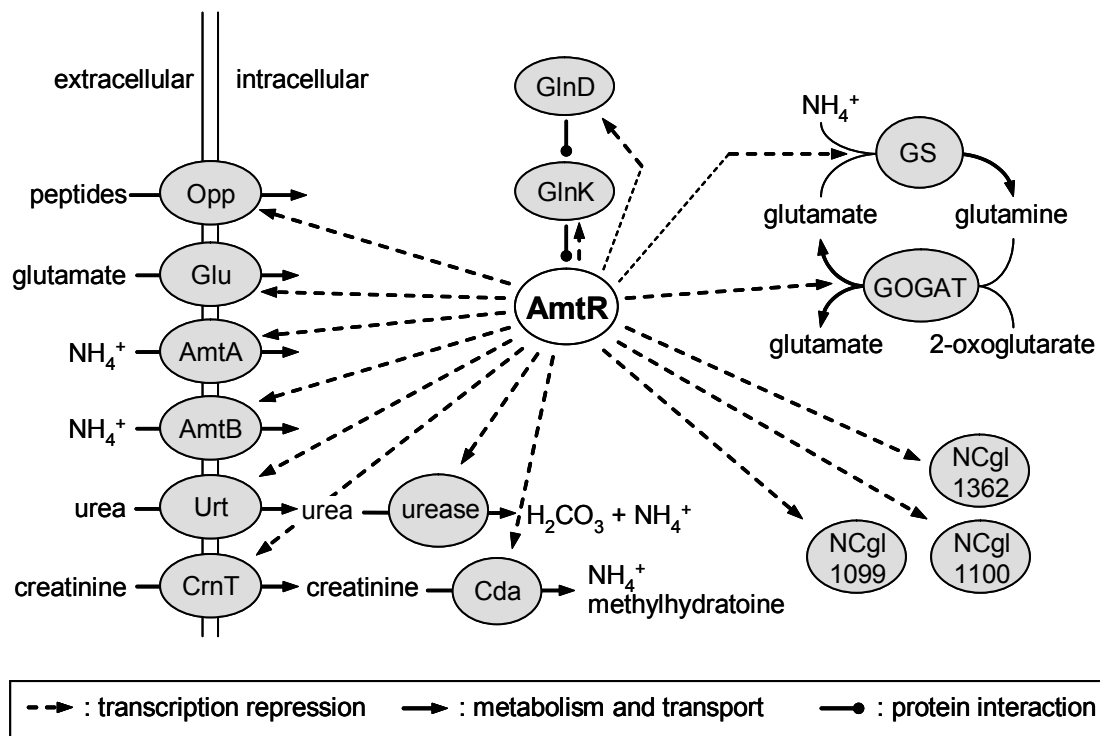 extracellular
intracellular
GlnD
NH₄⁺
GS
peptides
Opp
GlnK
glutamate
glutamine
glutamate
Glu
AmtR
GOGAT
NH₄⁺
AmtA
glutamate
2-oxoglutarate
NH₄⁺
AmtB
NCgl
1362
urea
Urt
urea
urease
H₂CO₃ + NH₄⁺
NCgl
1099
NCgl
1100
creatinine
CrnT
creatinine
Cda
NH₄⁺
methylhydratoine
: transcription repression
: metabolism and transport
: protein interaction